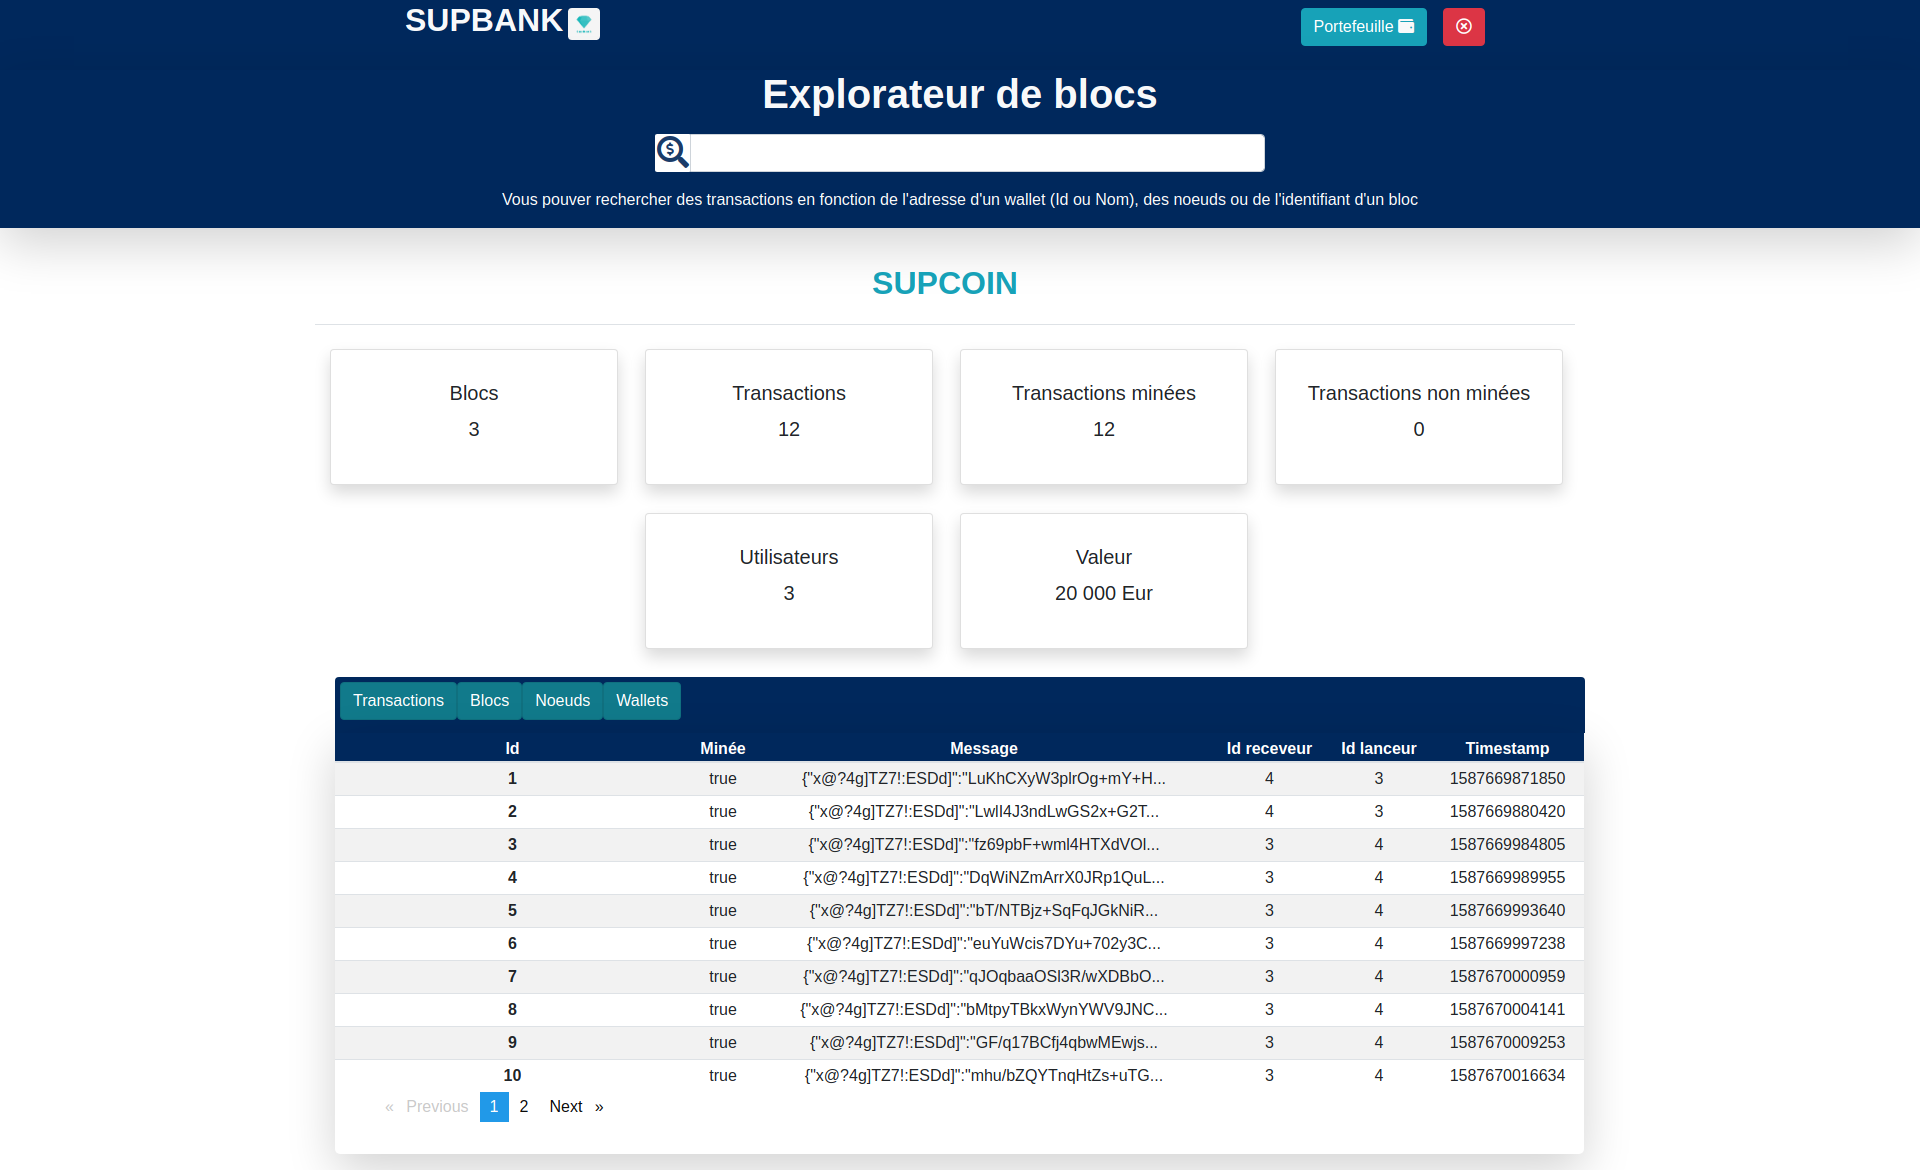 SUPBANK
Portefeuille
Explorateur de blocs
Vous pouver rechercher des transactions en fonction de l'adresse d'un wallet (Id ou Nom), des noeuds ou de l'identifiant d'un bloc
SUPCOIN
Blocs
3
Transactions
12
Transactions minées
12
Transactions non minées
0
Utilisateurs
3
Valeur
20 000 Eur
Transactions Blocs Noeuds Wallets
Id Minée Message Id receveur Id lanceur Timestamp
1 true {"x@?4g]TZ7!:ESDd]":"LuKhCXyW3plrOg+mY+H... 4 3 1587669871850
2 true {"x@?4g]TZ7!:ESDd]":"LwlI4J3ndLwGS2x+G2T... 4 3 1587669880420
3 true {"x@?4g]TZ7!:ESDd]":"fz69pbF+wml4HTXdVOl... 3 4 1587669984805
4 true {"x@?4g]TZ7!:ESDd]":"DqWiNZmArrX0JRp1QuL... 3 4 1587669989955
5 true {"x@?4g]TZ7!:ESDd]":"bT/NTBjz+SqFqJGkNiR... 3 4 1587669993640
6 true {"x@?4g]TZ7!:ESDd]":"euYuWcis7DYu+702y3C... 3 4 1587669997238
7 true {"x@?4g]TZ7!:ESDd]":"qJOqbaaOSl3R/wXDBbO... 3 4 1587670000959
8 true {"x@?4g]TZ7!:ESDd]":"bMtpyTBkxWynYWV9JNC... 3 4 1587670004141
9 true {"x@?4g]TZ7!:ESDd]":"GF/q17BCfj4qbwMEwjs... 3 4 1587670009253
10 true {"x@?4g]TZ7!:ESDd]":"mhu/bZQYTnqHtZs+uTG... 3 4 1587670016634
« Previous 1 2 Next »